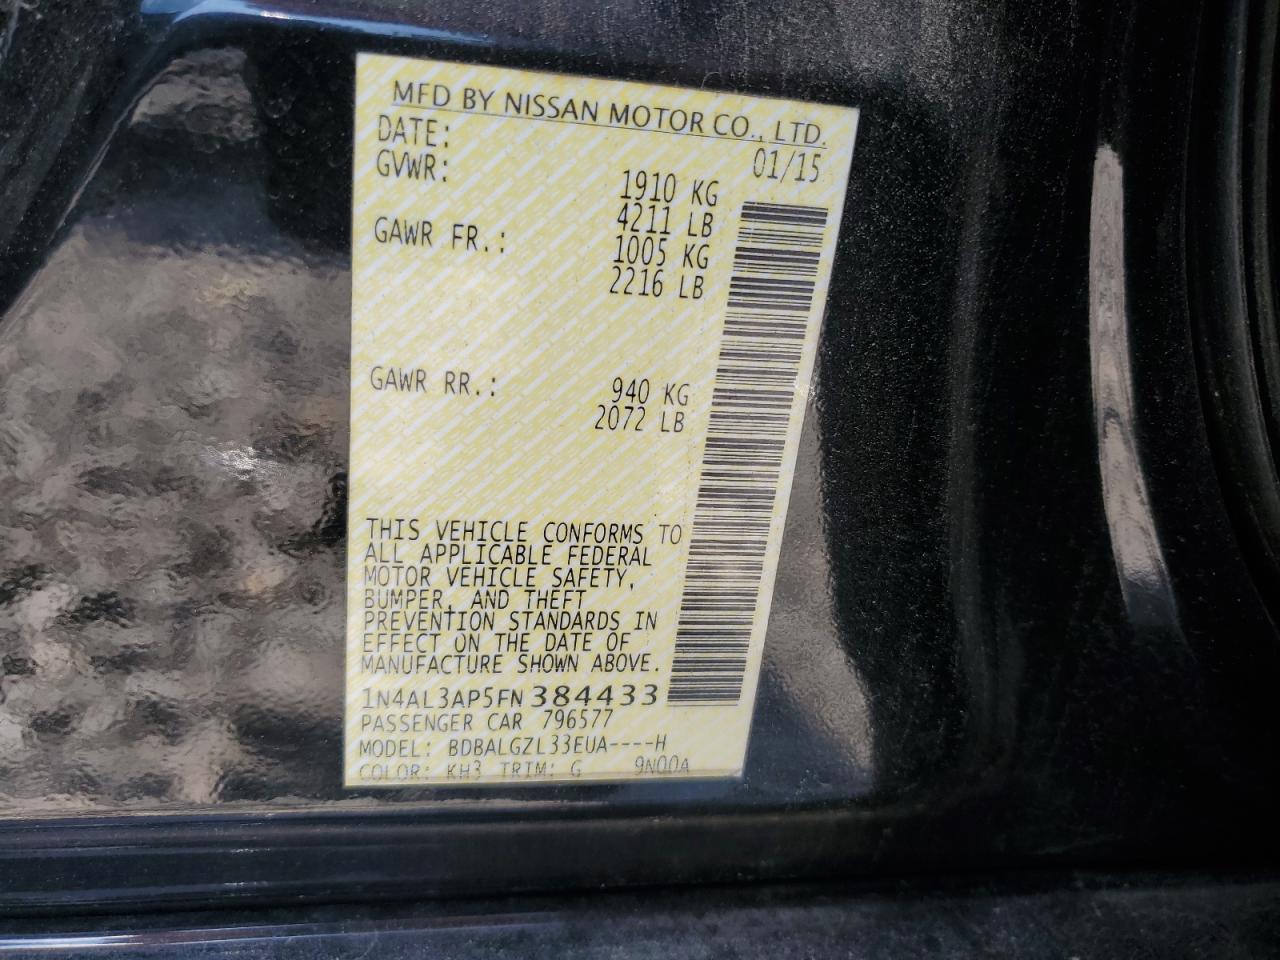 MFD BY NISSAN MOTOR CO., LTD.
DATE: 01/15
GVWR: 1910 KG
4211 LB
GAWR FR.: 1005 KG
2216 LB
GAWR RR.: 940 KG
2072 LB
THIS VEHICLE CONFORMS TO
ALL APPLICABLE FEDERAL
MOTOR VEHICLE SAFETY,
BUMPER, AND THEFT
PREVENTION STANDARDS IN
EFFECT ON THE DATE OF
MANUFACTURE SHOWN ABOVE.
1N4AL3AP5FN384433
PASSENGER CAR 796577
MODEL: BDBALGZL33EUA----H
COLOR: KH3 TRIM: G 9N00A